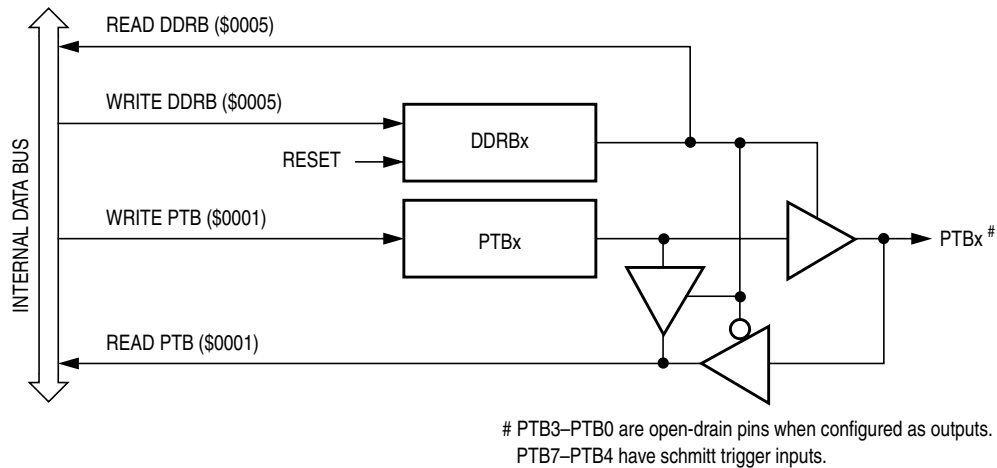 READ DDRB ($0005)
WRITE DDRB ($0005)
DDRBx
RESET
INTERNAL DATA BUS
WRITE PTB ($0001)
PTBx
PTBx #
READ PTB ($0001)
# PTB3–PTB0 are open-drain pins when configured as outputs.
PTB7–PTB4 have schmitt trigger inputs.